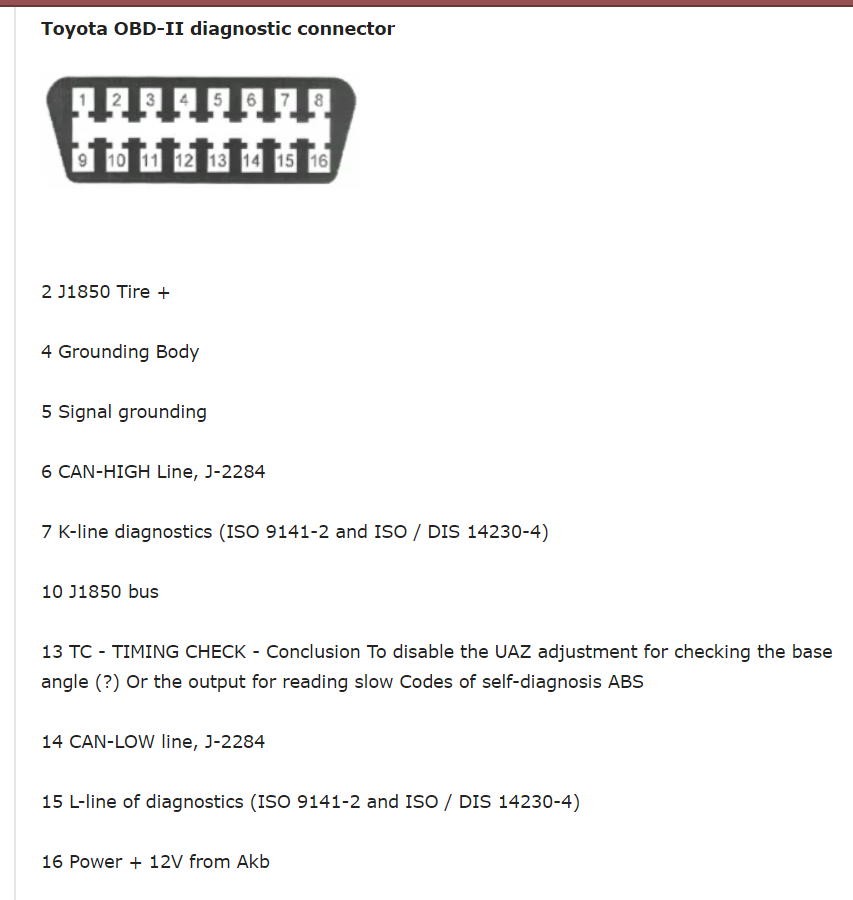 Toyota OBD-II diagnostic connector
1 2 3 4 5 6 7 8
9 10 11 12 13 14 15 16
2 J1850 Tire +
4 Grounding Body
5 Signal grounding
6 CAN-HIGH Line, J-2284
7 K-line diagnostics (ISO 9141-2 and ISO / DIS 14230-4)
10 J1850 bus
13 TC - TIMING CHECK - Conclusion To disable the UAZ adjustment for checking the base
angle (?) Or the output for reading slow Codes of self-diagnosis ABS
14 CAN-LOW line, J-2284
15 L-line of diagnostics (ISO 9141-2 and ISO / DIS 14230-4)
16 Power + 12V from Akb